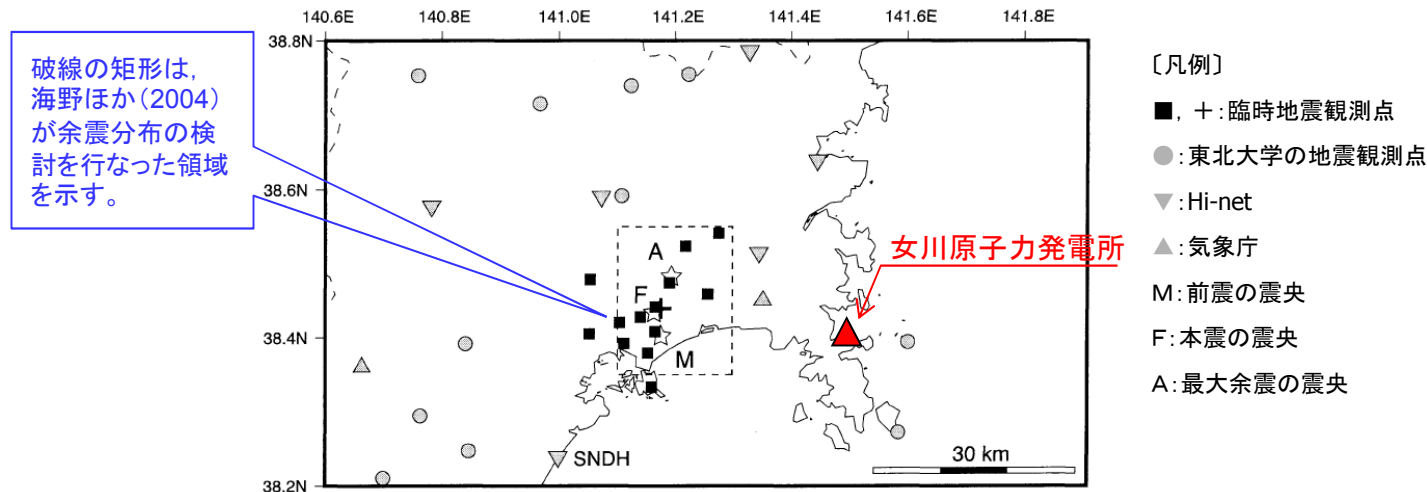 140.6E 140.8E 141.0E 141.2E 141.4E 141.6E 141.8E
38.8N
38.6N
38.4N
38.2N
破線の矩形は,
海野ほか(2004)
が余震分布の検
討を行なった領域
を示す。
A
F
M
女川原子力発電所
SNDH
30 km
〔凡例〕
■, +:臨時地震観測点
●:東北大学の地震観測点
▼:Hi-net
▲:気象庁
M:前震の震央
F:本震の震央
A:最大余震の震央